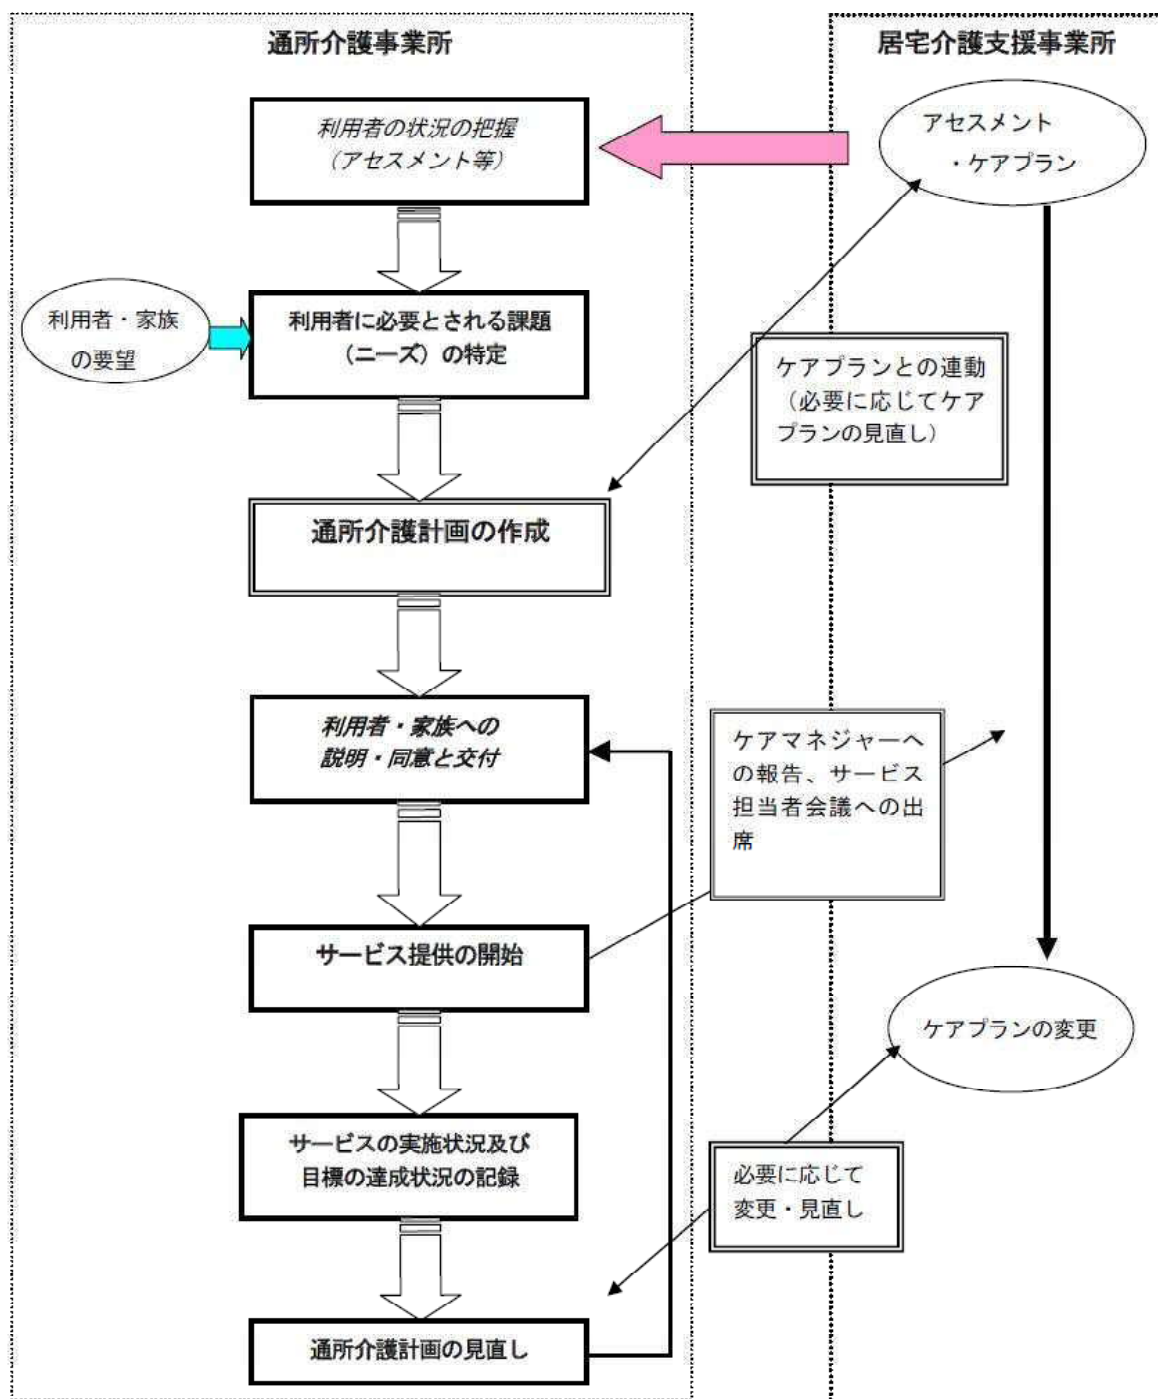 通所介護事業所
居宅介護支援事業所
利用者の状況の把握
(アセスメント等)
アセスメント
・ケアプラン
利用者・家族
の要望
利用者に必要とされる課題
(ニーズ)の特定
ケアプランとの連動
(必要に応じてケア
プランの見直し)
通所介護計画の作成
利用者・家族への
説明・同意と交付
ケアマネジャーへ
の報告、サービス
担当者会議への出
席
サービス提供の開始
ケアプランの変更
サービスの実施状況及び
目標の達成状況の記録
必要に応じて
変更・見直し
通所介護計画の見直し